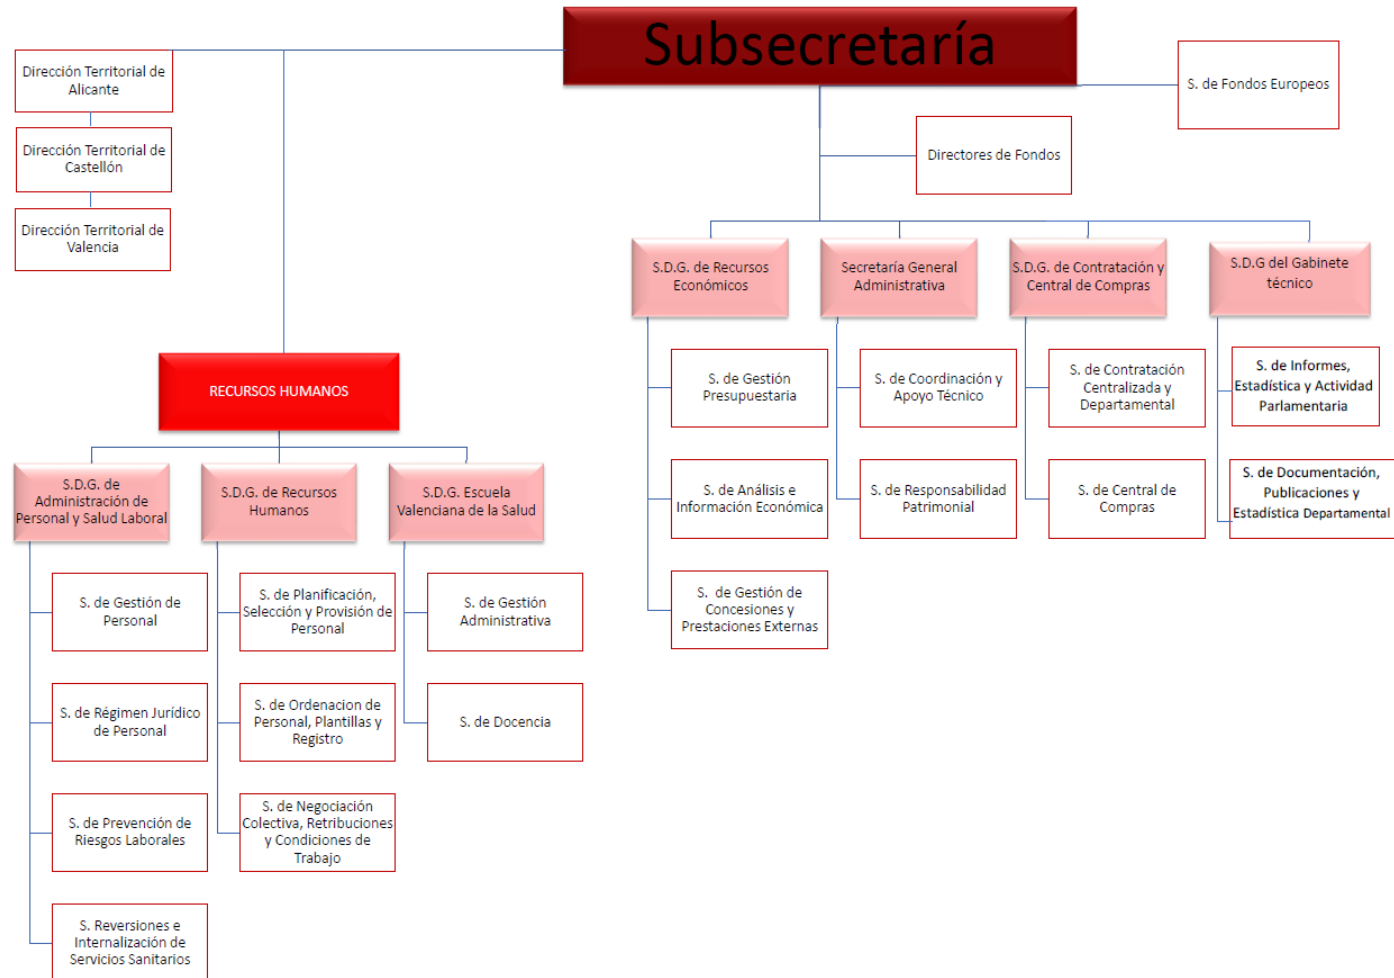 Subsecretaría
Dirección Territorial de
Alicante
Dirección Territorial de
Castellón
Dirección Territorial de
Valencia
S. de Fondos Europeos
Directores de Fondos
RECURSOS HUMANOS
S.D.G. de
Administración de
Personal y Salud Laboral
S. de Gestión de
Personal
S. de Régimen Jurídico
de Personal
S. de Prevención de
Riesgos Laborales
S. Reversiones e
Internalización de
Servicios Sanitarios
S.D.G. de Recursos
Humanos
S. de Planificación,
Selección y Provisión de
Personal
S. de Ordenacion de
Personal, Plantillas y
Registro
S. de Negociación
Colectiva, Retribuciones
y Condiciones de
Trabajo
S.D.G. Escuela
Valenciana de la Salud
S. de Gestión
Administrativa
S. de Docencia
S.D.G. de Recursos
Económicos
S. de Gestión
Presupuestaria
S. de Análisis e
Información Económica
S. de Gestión de
Concesiones y
Prestaciones Externas
Secretaría General
Administrativa
S. de Coordinación y
Apoyo Técnico
S. de Responsabilidad
Patrimonial
S.D.G. de Contratación y
Central de Compras
S. de Contratación
Centralizada y
Departamental
S. de Central de
Compras
S.D.G del Gabinete
técnico
S. de Informes,
Estadística y Actividad
Parlamentaria
S. de Documentación,
Publicaciones y
Estadística Departamental